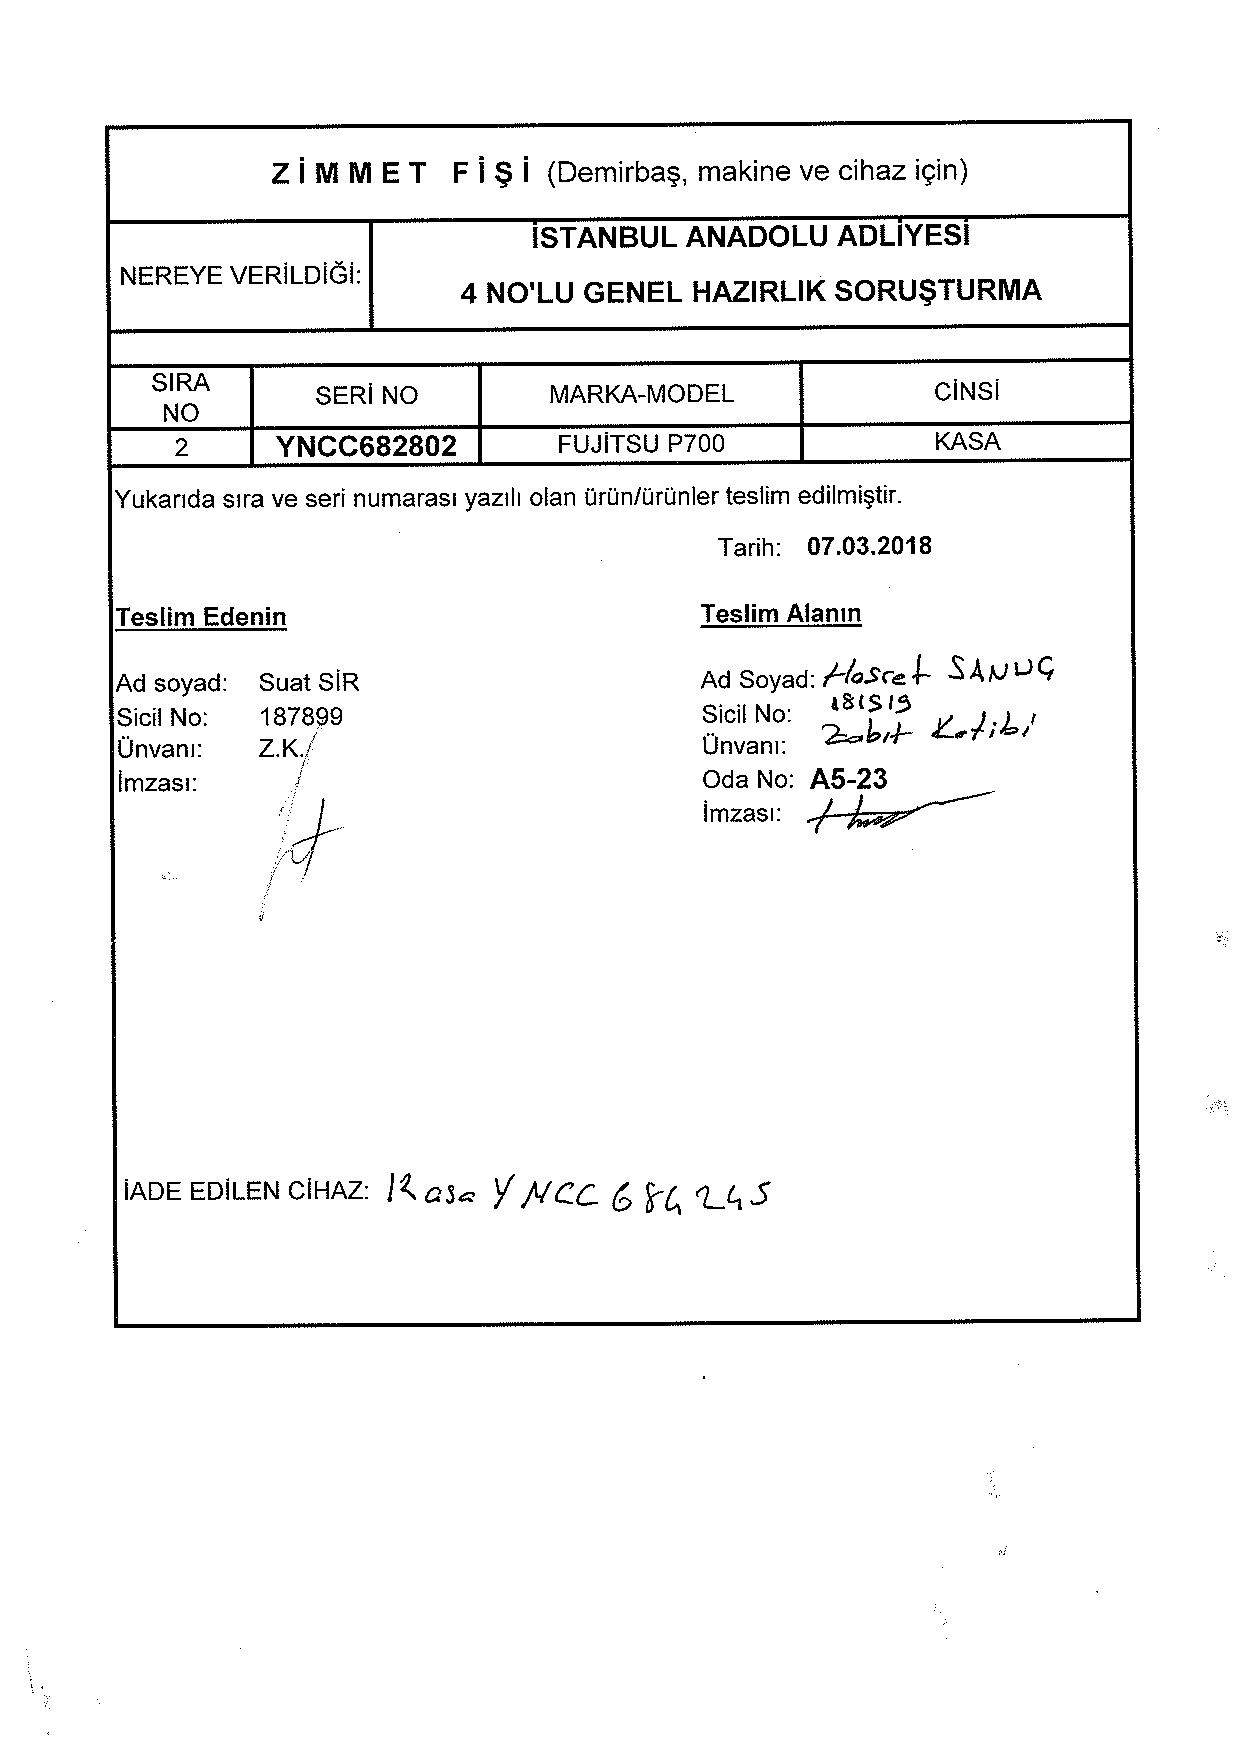 ZİMMET FİŞİ (Demirbaş, makine ve cihaz için)
NEREYE VERİLDİĞİ:
İSTANBUL ANADOLU ADLİYESİ
4 NO'LU GENEL HAZIRLIK SORUŞTURMA
SIRA NO SERİ NO MARKA-MODEL CİNSİ
2 YNCC682802 FUJİTSU P700 KASA
Yukarıda sıra ve seri numarası yazılı olan ürün/ürünler teslim edilmiştir.
Tarih: 07.03.2018
Teslim Edenin
Ad soyad: Suat SİR
Sicil No: 187899
Ünvanı: Z.K.
İmzası:
Teslim Alanın
Ad Soyad: Hasret SANUÇ
Sicil No: 181519
Ünvanı: Zabıt Katibi
Oda No: A5-23
İmzası:
İADE EDİLEN CİHAZ: Kasa YNCC684245